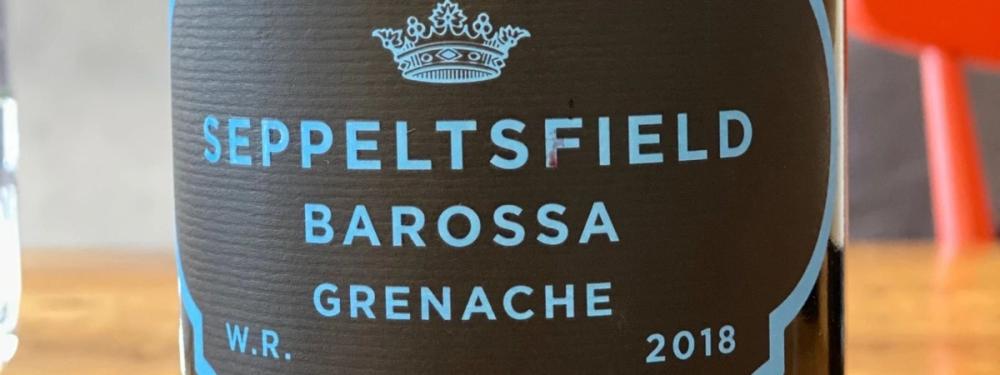 SEPPELTSFIELD
BAROSSA
GRENACHE
W.R. 2018